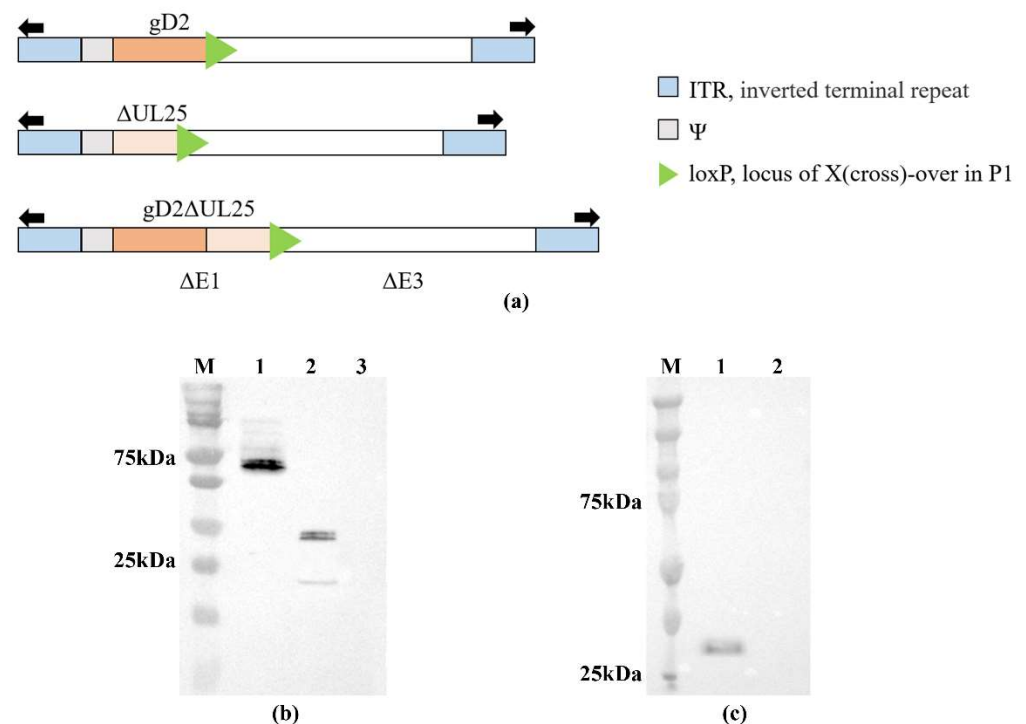 gD2
ΔUL25
gD2ΔUL25
ΔE1 ΔE3
ITR, inverted terminal repeat
Ψ
loxP, locus of X(cross)-over in P1
(a)
M 1 2 3
75kDa
25kDa
(b)
M 1 2
75kDa
25kDa
(c)